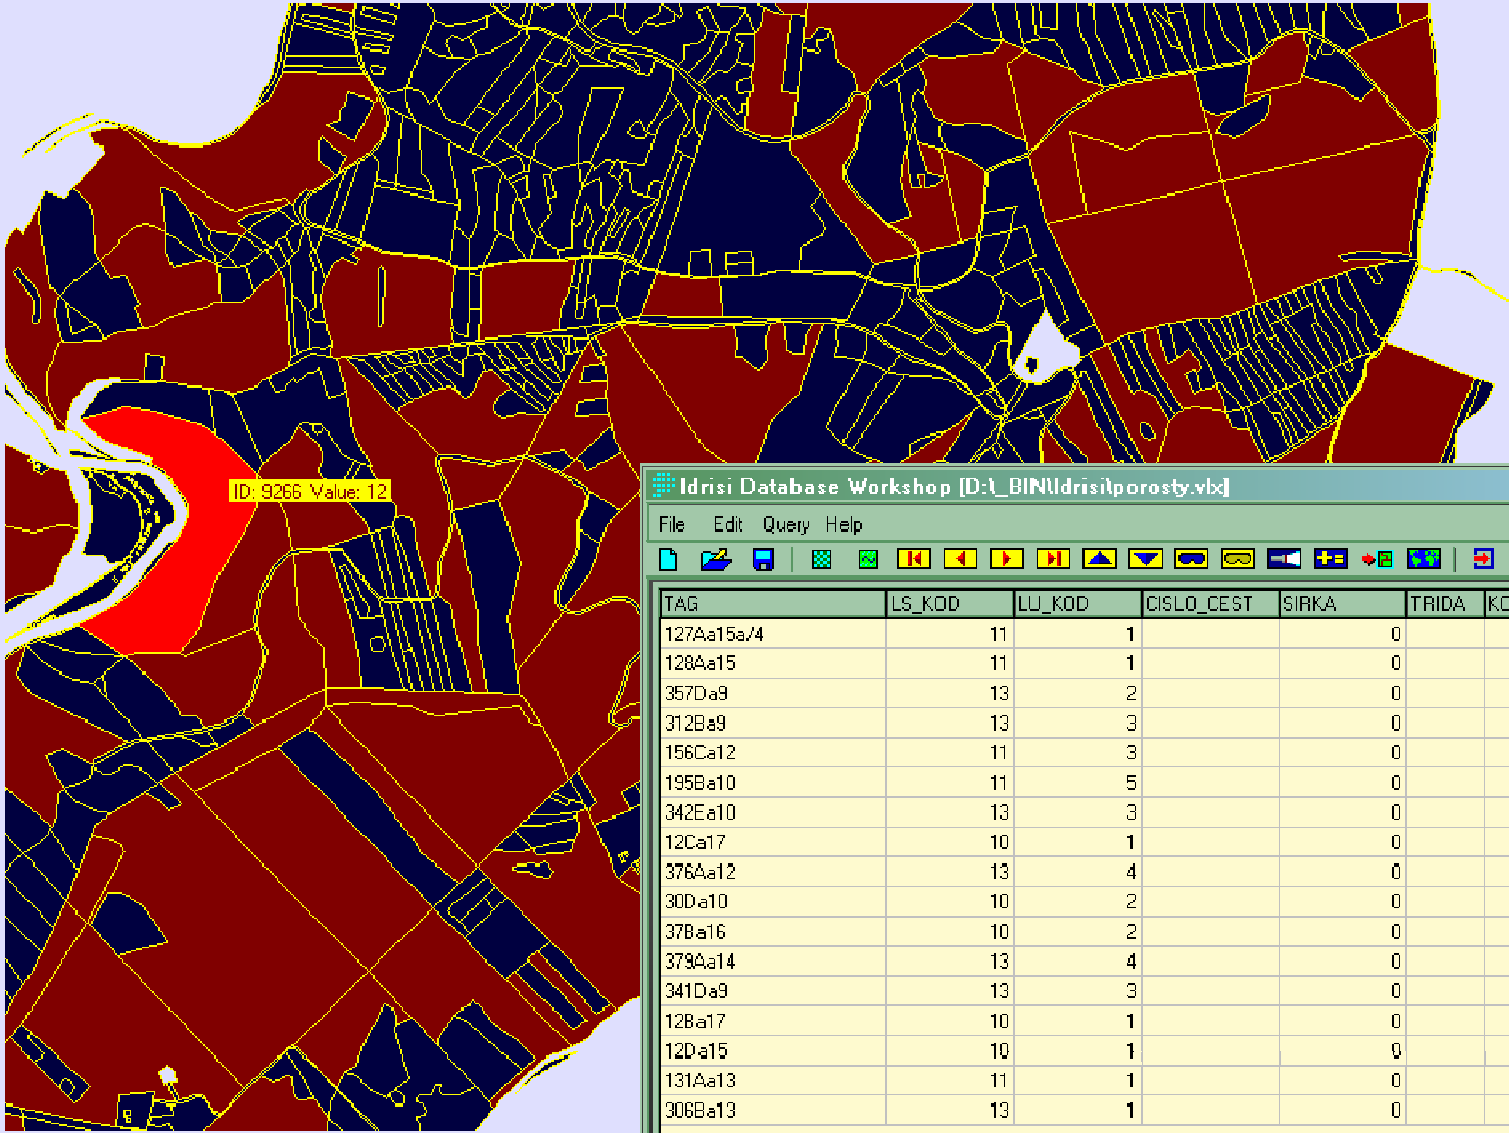 ID: 9266 Value: 12
Idrisi Database Workshop [D:\_BIN\Idrisi\porosty.vlx]
File Edit Query Help
TAG LS_KOD LU_KOD CISLO_CEST SIRKA TRIDA KO
127Aa15a/4 11 1 0
128Aa15 11 1 0
357Da9 13 2 0
312Ba9 13 3 0
156Ca12 11 3 0
195Ba10 11 5 0
342Ea10 13 3 0
12Ca17 10 1 0
376Aa12 13 4 0
30Da10 10 2 0
37Ba16 10 2 0
379Aa14 13 4 0
341Da9 13 3 0
12Ba17 10 1 0
12Da15 10 1 0
131Aa13 11 1 0
306Ba13 13 1 0